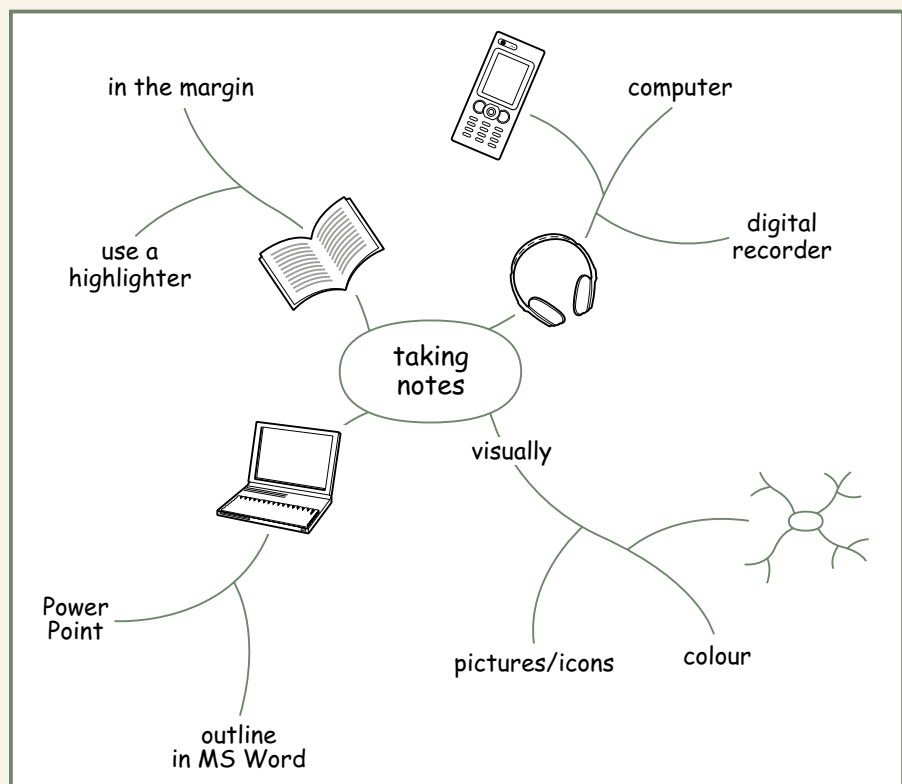 in the margin
computer
use a
highlighter
digital
recorder
taking
notes
visually
Power
Point
pictures/icons
colour
outline
in MS Word